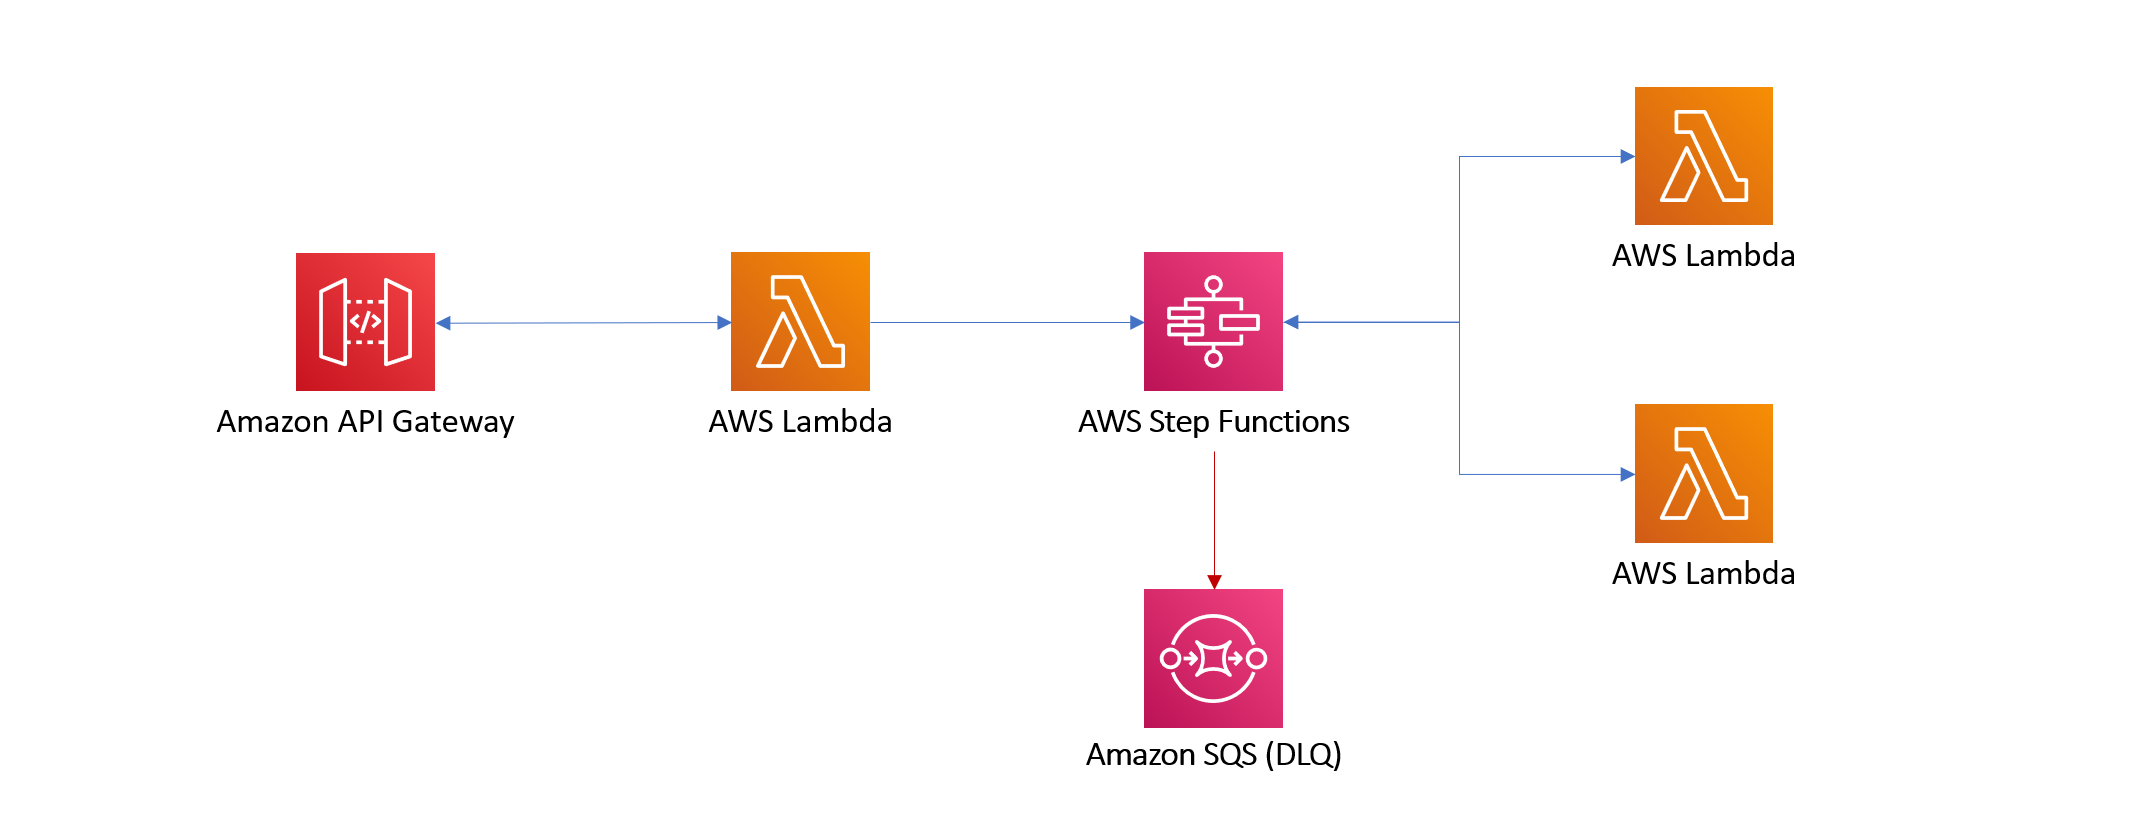 AWS Lambda
Amazon API Gateway
AWS Lambda
AWS Step Functions
AWS Lambda
Amazon SQS (DLQ)